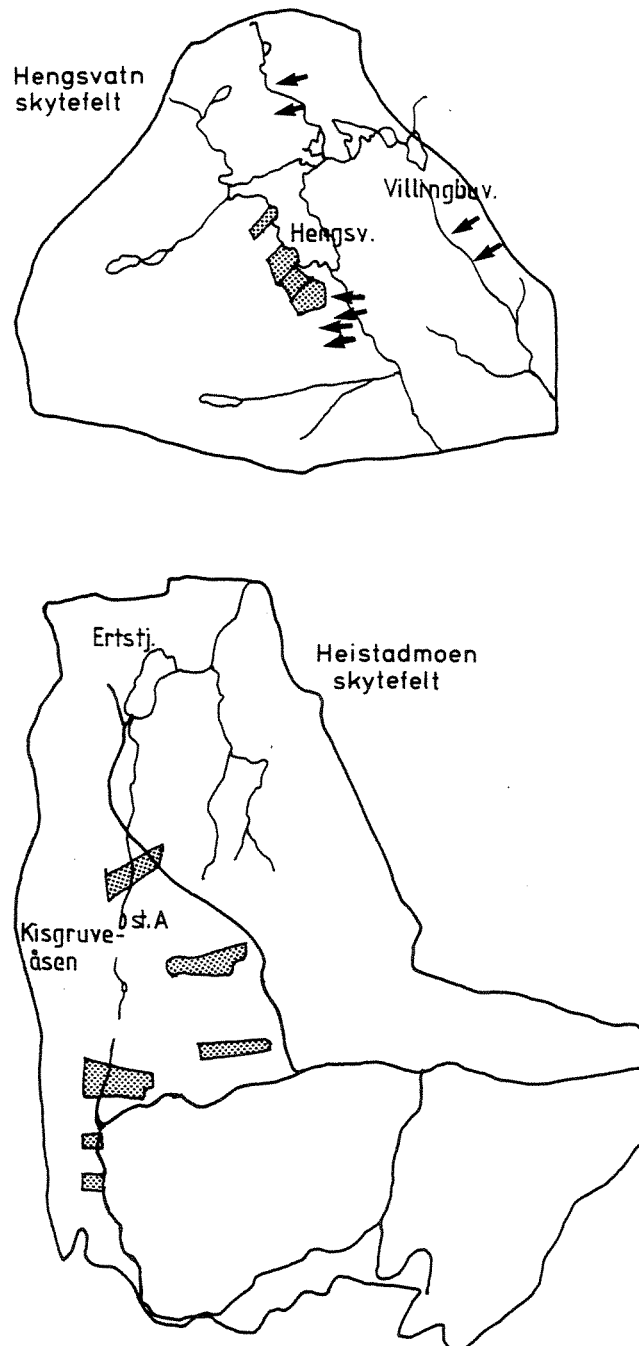 Hengsvatn
skytefelt
Villingbuv.
Hengsv.
Ertstj.
Heistadmoen
skytefelt
st. A
Kisgruve-
åsen